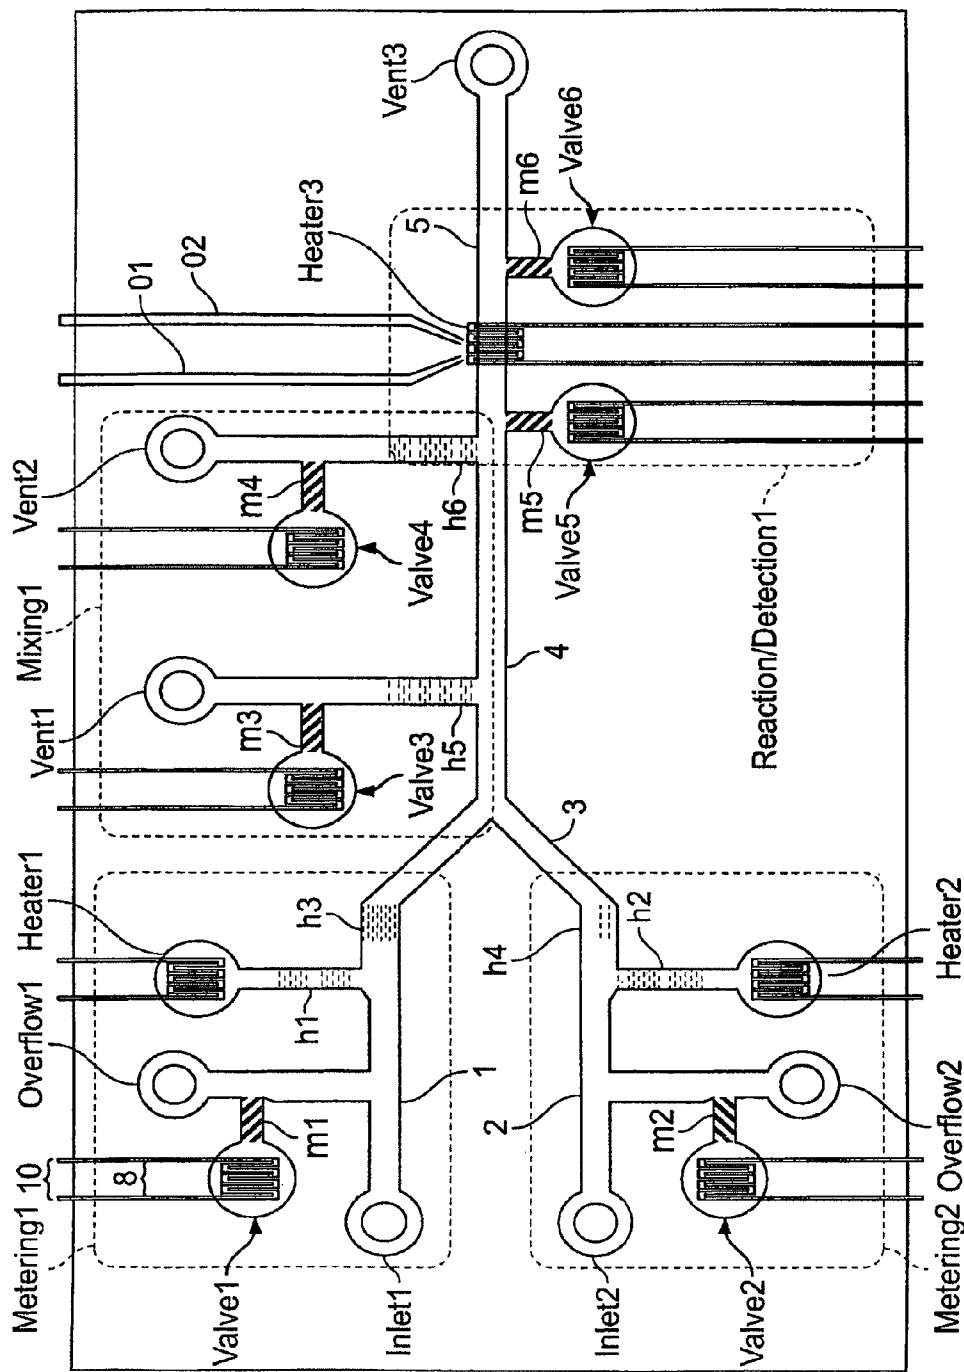 Metering1
10
8
Overflow1
Heater1
Vent1
Mixing1
Vent2
01
02
Heater3
5
Vent3
m6
Valve6
m4
Valve4
h6
m5
Valve5
m3
Valve3
h5
4
Reaction/Detection1
3
h3
h1
m1
1
Valve1
Inlet1
Inlet2
2
h4
h2
m2
Valve2
Metering2
Overflow2
Heater2